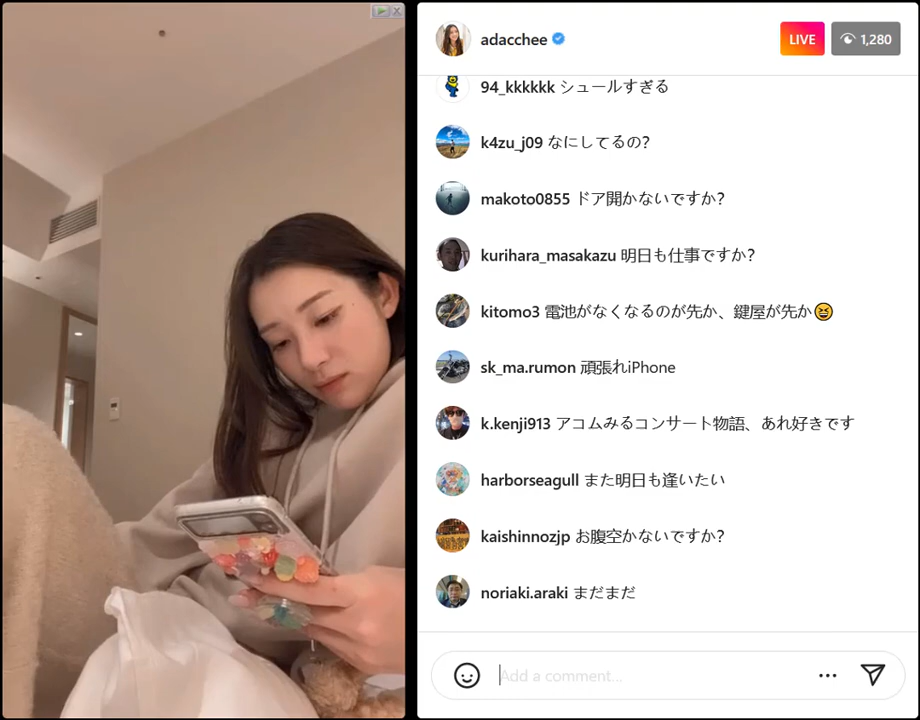 adacchee
LIVE
1,280
94_kkkkkk シュールすぎる
k4zu_j09 なにしてるの?
makoto0855 ドア開かないですか?
kurihara_masakazu 明日も仕事ですか?
kitomo3 電池がなくなるのが先か、鍵屋が先か😆
sk_ma.rumon 頑張れiPhone
k.kenji913 アコムみるコンサート物語、あれ好きです
harborseagull また明日も逢いたい
kaishinnozjp お腹空かないですか?
noriaki.araki まだまだ
Add a comment...